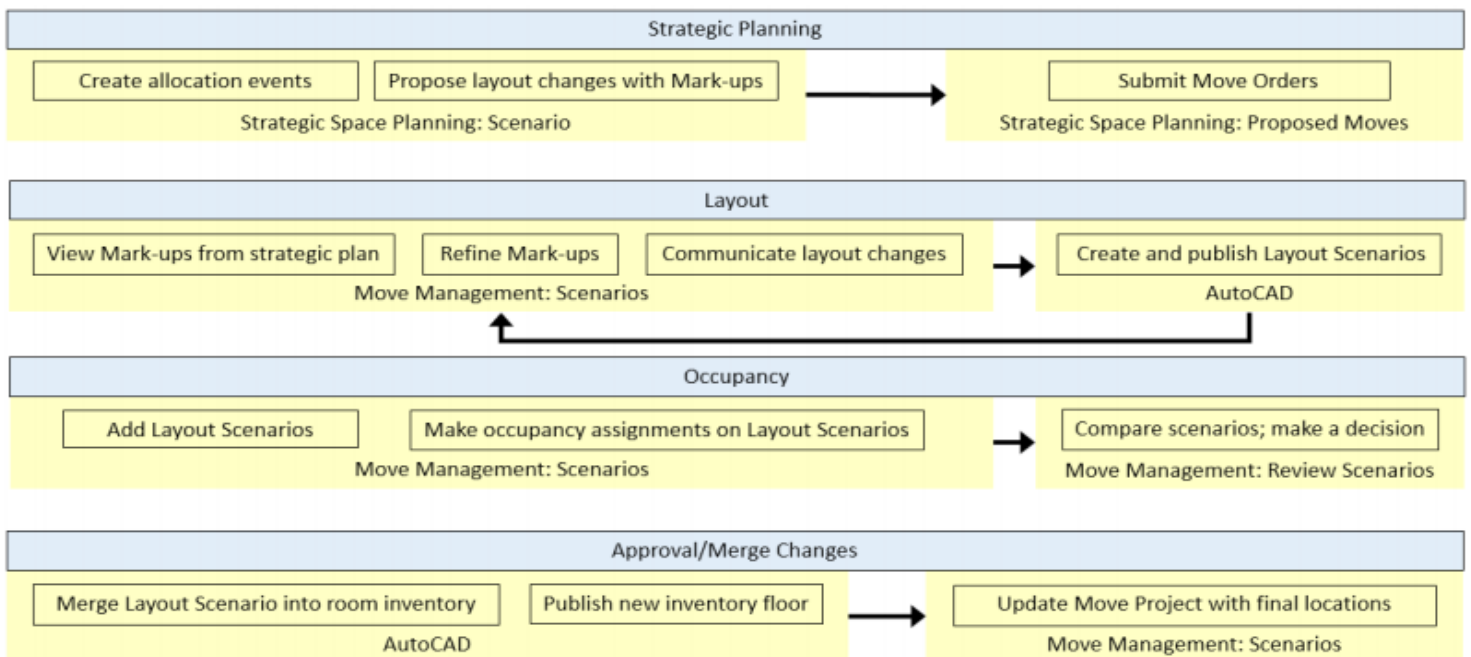 Strategic Planning
Create allocation events
Propose layout changes with Mark-ups
Submit Move Orders
Strategic Space Planning: Scenario
Strategic Space Planning: Proposed Moves
Layout
View Mark-ups from strategic plan
Refine Mark-ups
Communicate layout changes
Create and publish Layout Scenarios
Move Management: Scenarios
AutoCAD
Occupancy
Add Layout Scenarios
Make occupancy assignments on Layout Scenarios
Compare scenarios; make a decision
Move Management: Scenarios
Move Management: Review Scenarios
Approval/Merge Changes
Merge Layout Scenario into room inventory
Publish new inventory floor
Update Move Project with final locations
AutoCAD
Move Management: Scenarios